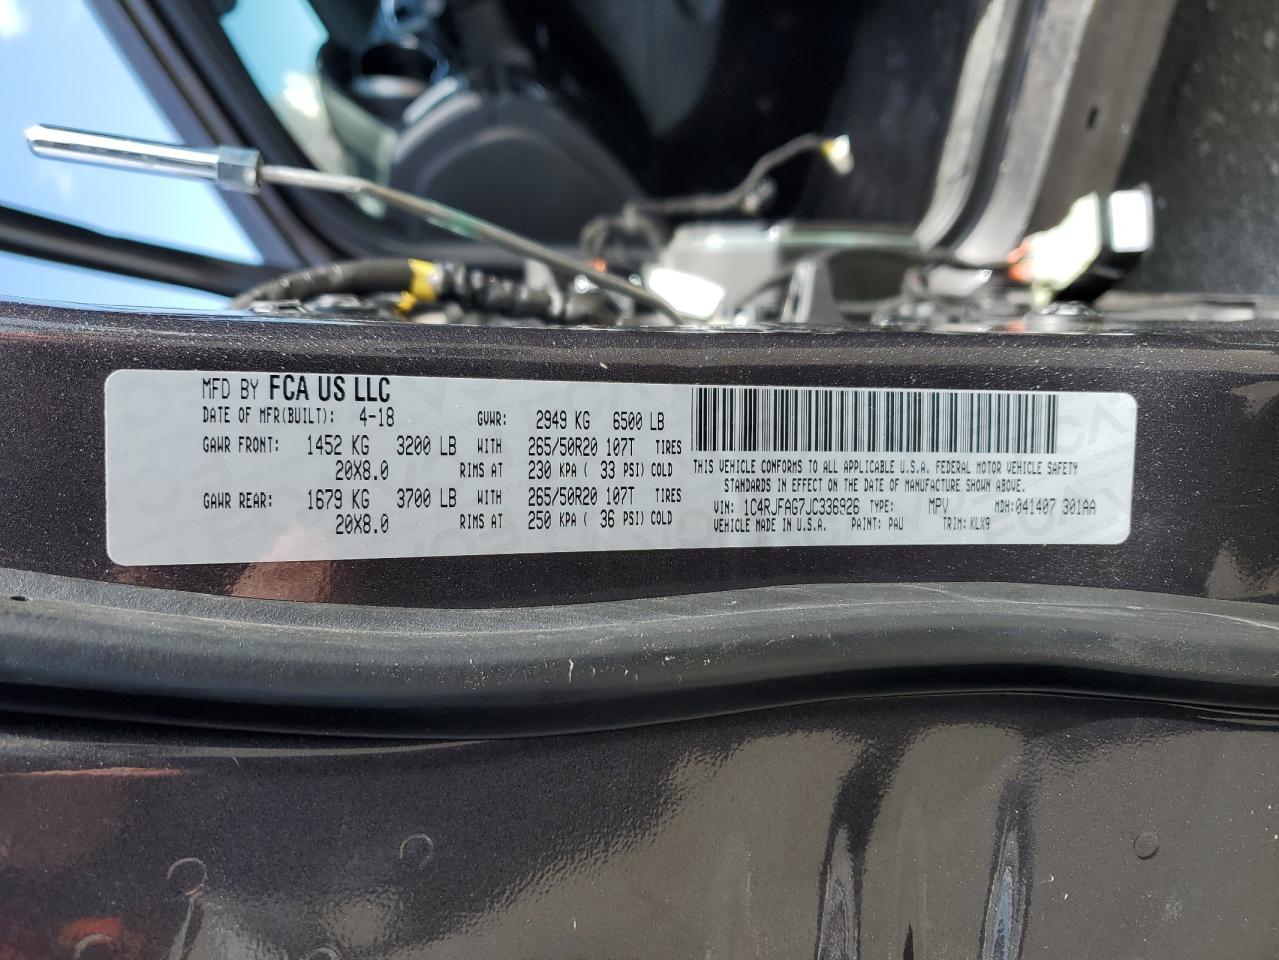 MFD BY FCA US LLC
DATE OF MFR(BUILT): 4-18 GVWR: 2949 KG 6500 LB
GAWR FRONT: 1452 KG 3200 LB WITH 265/50R20 107T TIRES
20X8.0 RIMS AT 230 KPA ( 33 PSI) COLD
GAWR REAR: 1679 KG 3700 LB WITH 265/50R20 107T TIRES
20X8.0 RIMS AT 250 KPA ( 36 PSI) COLD
THIS VEHICLE CONFORMS TO ALL APPLICABLE U.S.A. FEDERAL MOTOR VEHICLE SAFETY
STANDARDS IN EFFECT ON THE DATE OF MANUFACTURE SHOWN ABOVE.
VIN: 1C4RJFAG7JC336926 TYPE: MPV MDH:041407 301AA
VEHICLE MADE IN U.S.A. PAINT: PAU TRIM: KLX9